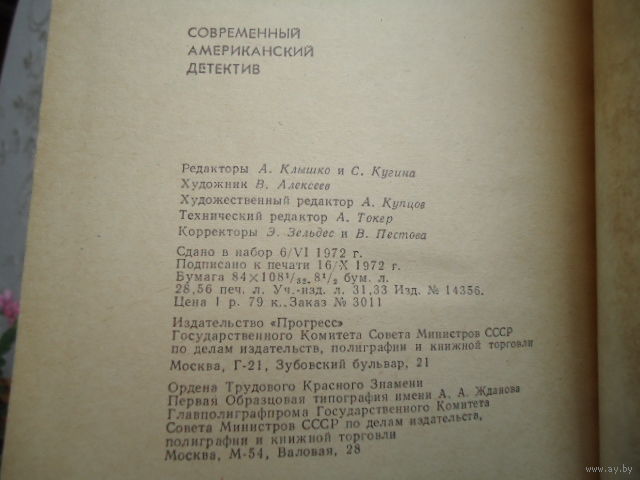 СОВРЕМЕННЫЙ
АМЕРИКАНСКИЙ
ДЕТЕКТИВ
Редакторы А. Клышко и С. Кугина
Художник В. Алексеев
Художественный редактор А. Купцов
Технический редактор А. Токер
Корректоры Э. Зельдес и В. Пестова
Сдано в набор 6/VI 1972 г.
Подписано к печати 16/X 1972 г.
Бумага 84×108¹/₃₂. 8¹/₂ бум. л.
28,56 печ. л. Уч.-изд. л. 31,33 Изд. № 14356.
Цена 1 р. 79 к. Заказ № 3011
Издательство «Прогресс»
Государственного Комитета Совета Министров СССР
по делам издательств, полиграфии и книжной торговли
Москва, Г-21, Зубовский бульвар, 21
Ордена Трудового Красного Знамени
Первая Образцовая типография имени А. А. Жданова
Главполиграфпрома Государственного Комитета
Совета Министров СССР по делам издательств,
полиграфии и книжной торговли
Москва, М-54, Валовая, 28
www.ay.by